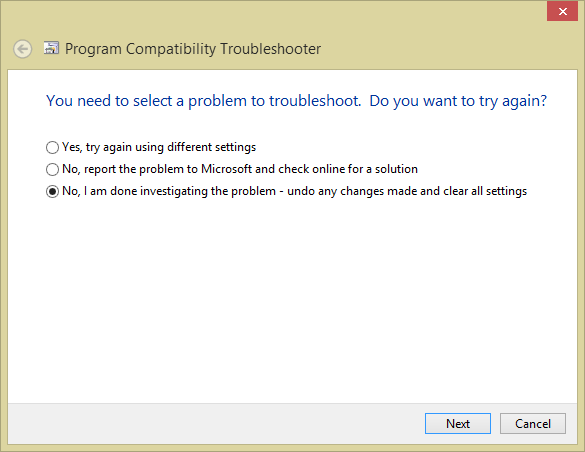 Program Compatibility Troubleshooter
You need to select a problem to troubleshoot.  Do you want to try again?
Yes, try again using different settings
No, report the problem to Microsoft and check online for a solution
No, I am done investigating the problem - undo any changes made and clear all settings
Next
Cancel